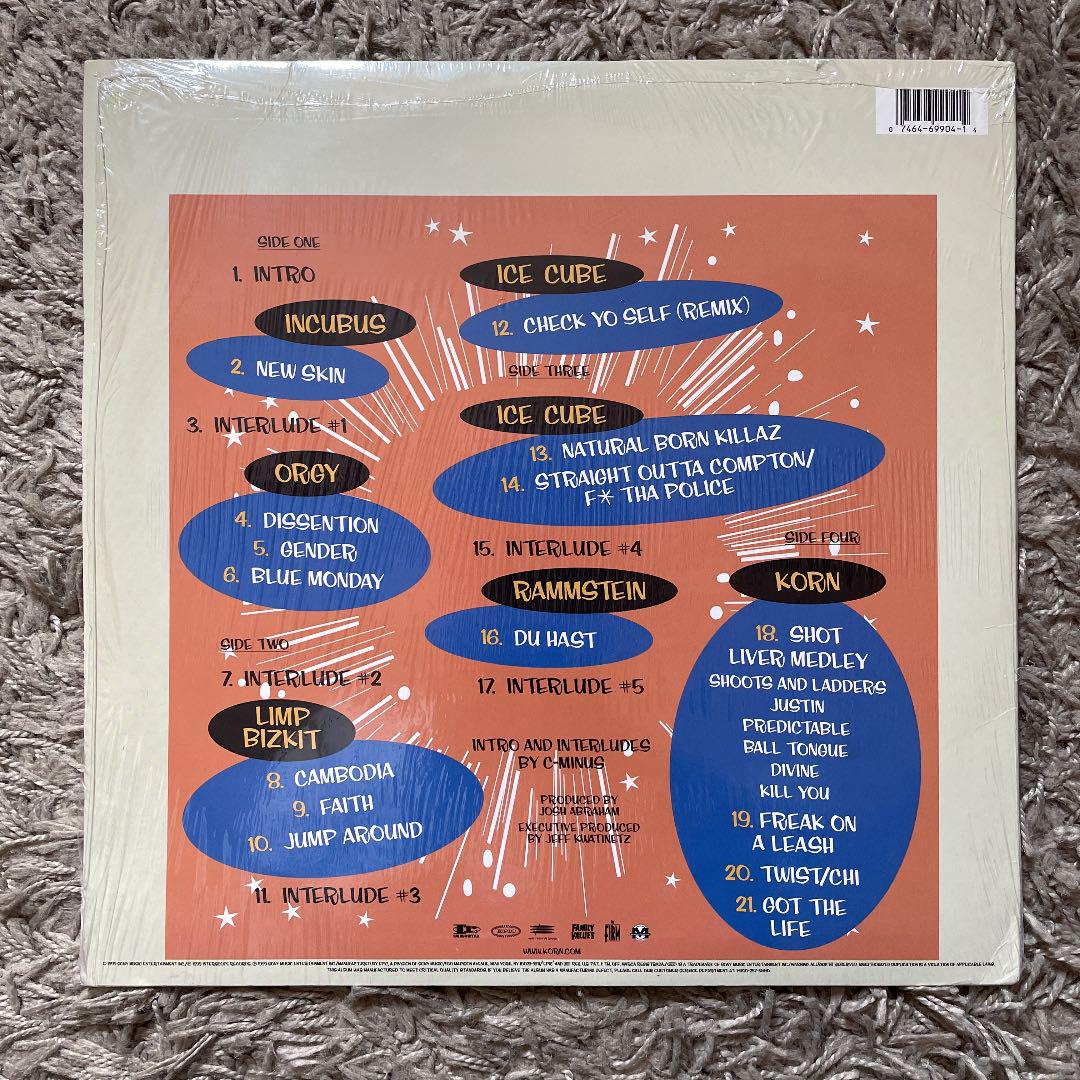 0 7464-69904-1 4
SIDE ONE
1. INTRO
INCUBUS
2. NEW SKIN
3. INTERLUDE #1
ORGY
4. DISSENTION
5. GENDER
6. BLUE MONDAY
SIDE TWO
7. INTERLUDE #2
LIMP
BIZKIT
8. CAMBODIA
9. FAITH
10. JUMP AROUND
11. INTERLUDE #3
ICE CUBE
12. CHECK YO SELF (REMIX)
SIDE THREE
ICE CUBE
13. NATURAL BORN KILLAZ
14. STRAIGHT OUTTA COMPTON/
F* THA POLICE
15. INTERLUDE #4
RAMMSTEIN
16. DU HAST
17. INTERLUDE #5
INTRO AND INTERLUDES
BY C-MINUS
PRODUCED BY
JOSH ABRAHAM
EXECUTIVE PRODUCED
BY JEFF KWATINETZ
SIDE FOUR
KORN
18. SHOT
LIVER MEDLEY
SHOOTS AND LADDERS
JUSTIN
PREDICTABLE
BALL TONGUE
DIVINE
KILL YOU
19. FREAK ON
A LEASH
20. TWIST/CHI
21. GOT THE
LIFE
IMMORTAL
EPIC
FAMILY
VALUES
FIRM
WWW.KORN.COM